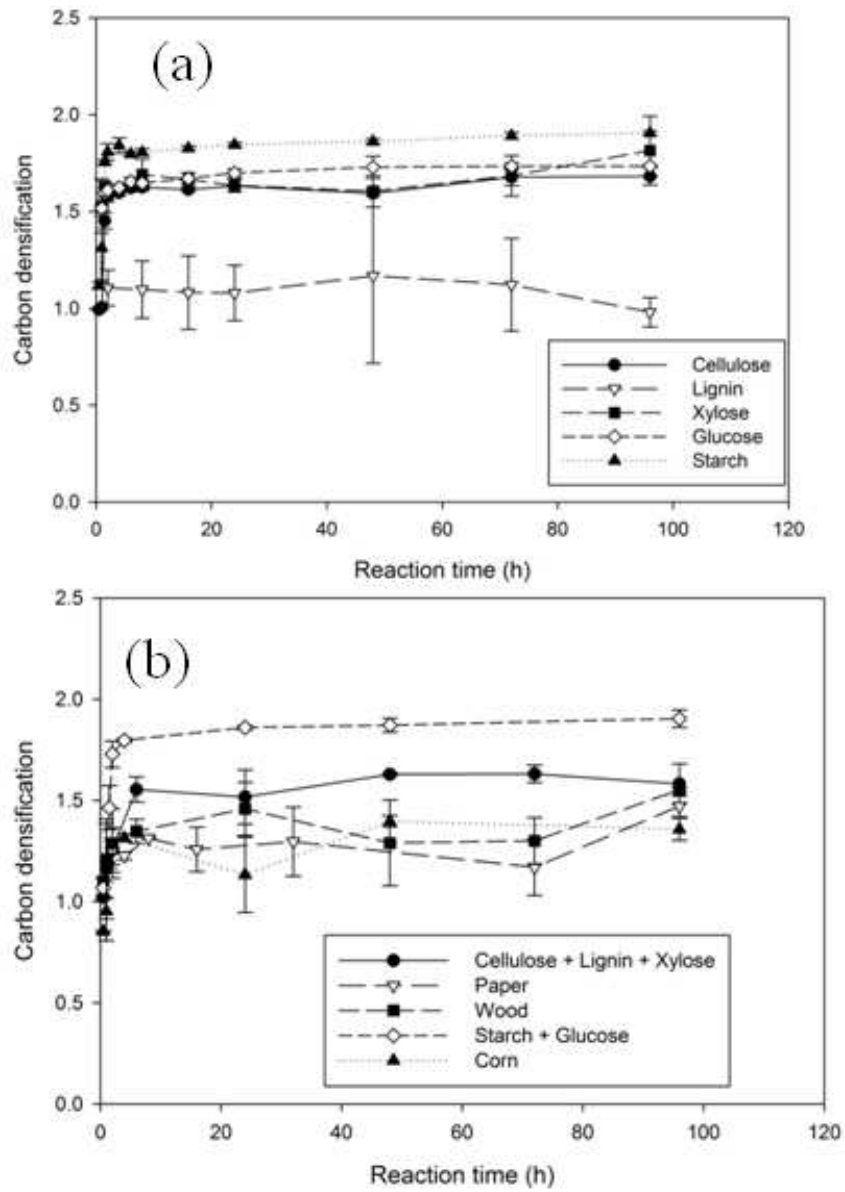 (a)
Carbon densification
2.5
2.0
1.5
1.0
0.5
0.0
Cellulose
Lignin
Xylose
Glucose
Starch
0 20 40 60 80 100 120
Reaction time (h)
(b)
Carbon densification
2.5
2.0
1.5
1.0
0.5
0.0
Cellulose + Lignin + Xylose
Paper
Wood
Starch + Glucose
Corn
0 20 40 60 80 100 120
Reaction time (h)